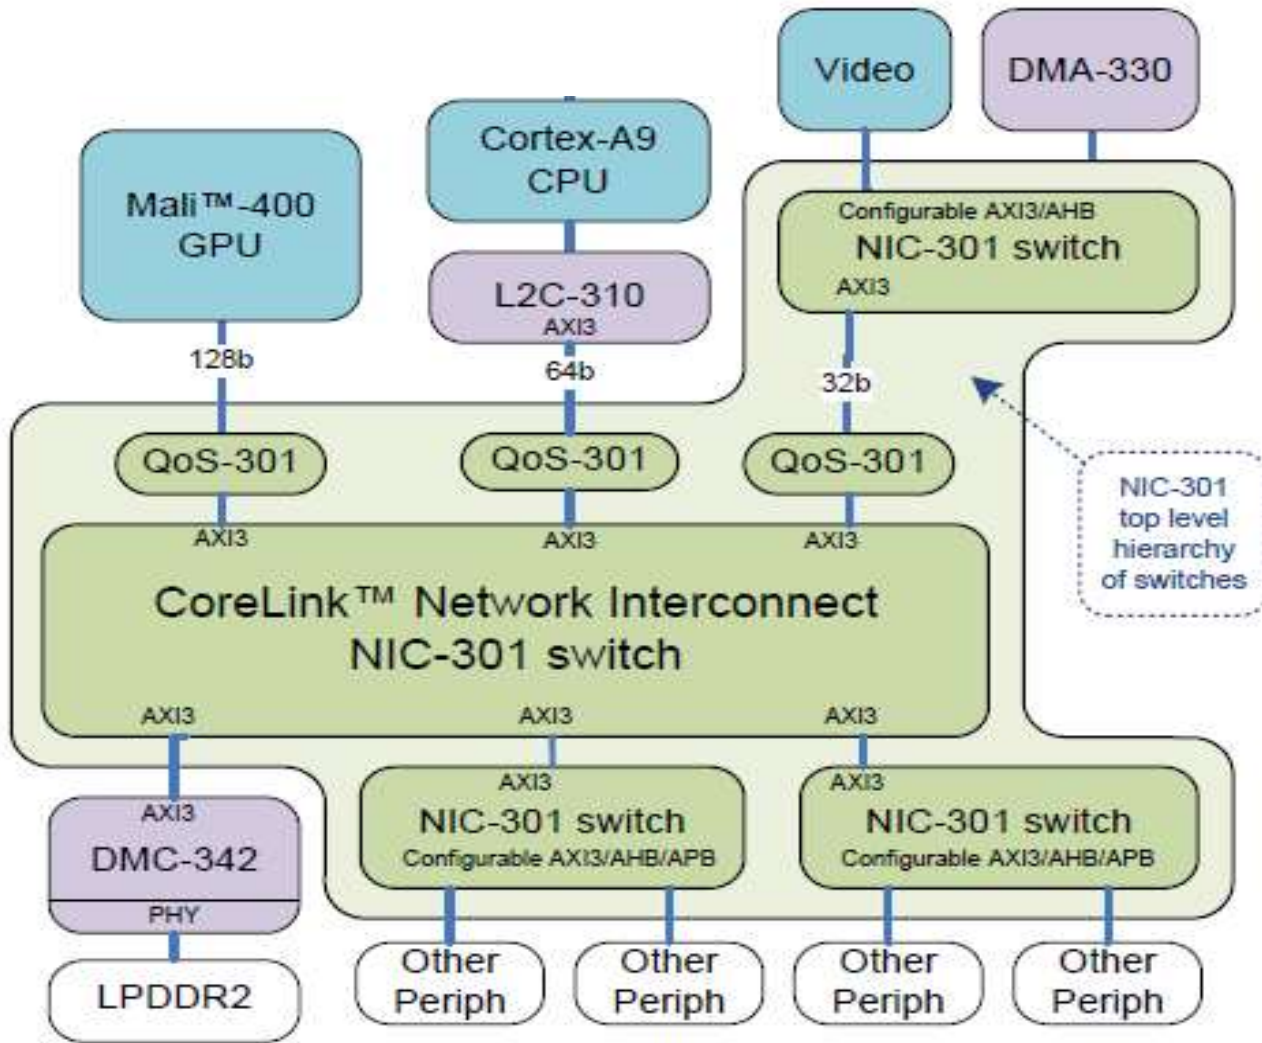 Video
DMA-330
Cortex-A9
CPU
Mali™-400
GPU
Configurable AXI3/AHB
NIC-301 switch
AXI3
L2C-310
AXI3
128b
64b
32b
QoS-301
QoS-301
QoS-301
NIC-301
top level
hierarchy
of switches
AXI3
AXI3
AXI3
CoreLink™ Network Interconnect
NIC-301 switch
AXI3
AXI3
AXI3
AXI3
DMC-342
PHY
LPDDR2
AXI3
NIC-301 switch
Configurable AXI3/AHB/APB
AXI3
NIC-301 switch
Configurable AXI3/AHB/APB
Other
Periph
Other
Periph
Other
Periph
Other
Periph